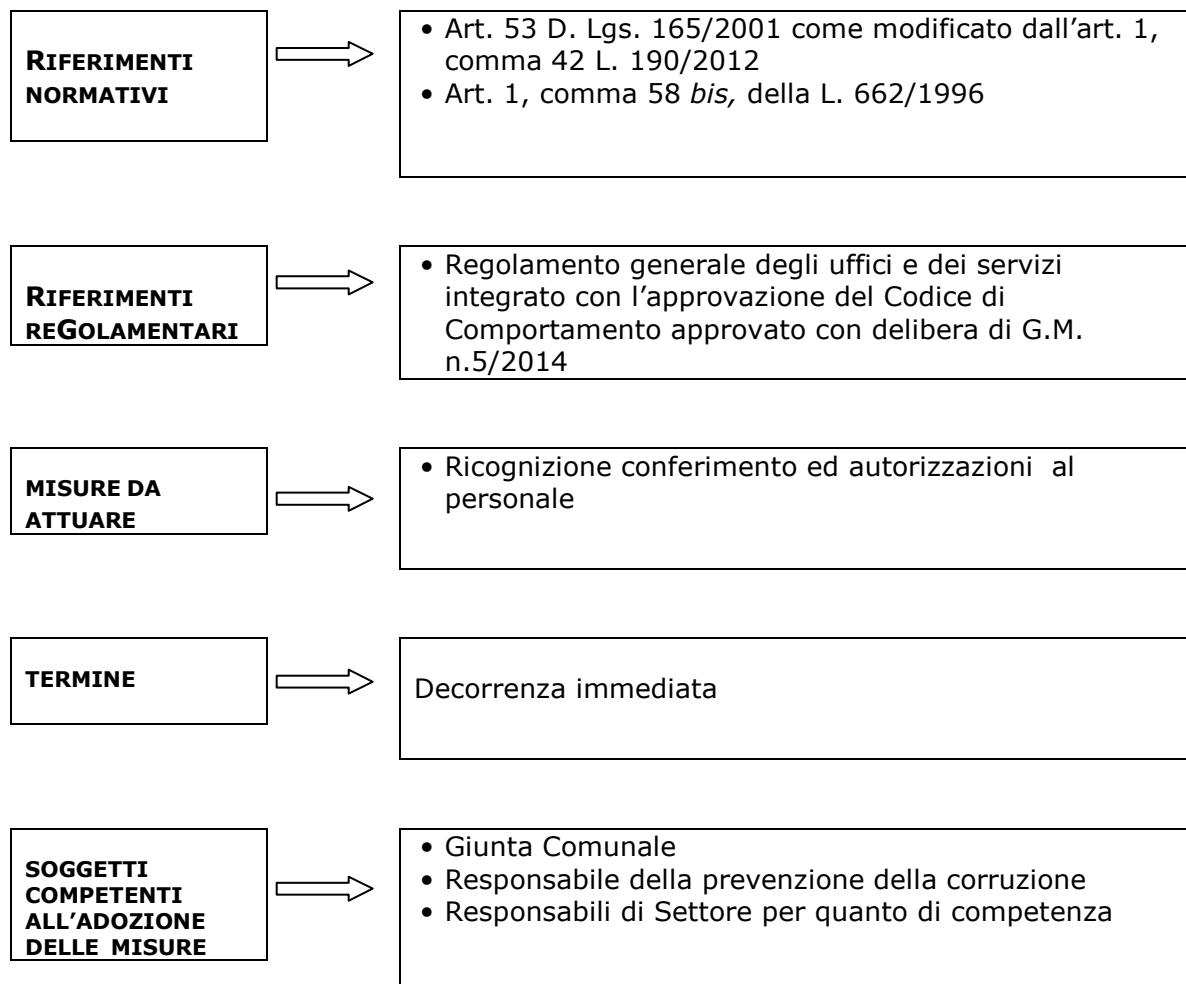 RIFERIMENTI
NORMATIVI
• Art. 53 D. Lgs. 165/2001 come modificato dall’art. 1,
comma 42 L. 190/2012
• Art. 1, comma 58 bis, della L. 662/1996
RIFERIMENTI
REGOLAMENTARI
• Regolamento generale degli uffici e dei servizi
integrato con l’approvazione del Codice di
Comportamento approvato con delibera di G.M.
n.5/2014
MISURE DA
ATTUARE
• Ricognizione conferimento ed autorizzazioni al
personale
TERMINE
Decorrenza immediata
SOGGETTI
COMPETENTI
ALL’ADOZIONE
DELLE MISURE
• Giunta Comunale
• Responsabile della prevenzione della corruzione
• Responsabili di Settore per quanto di competenza